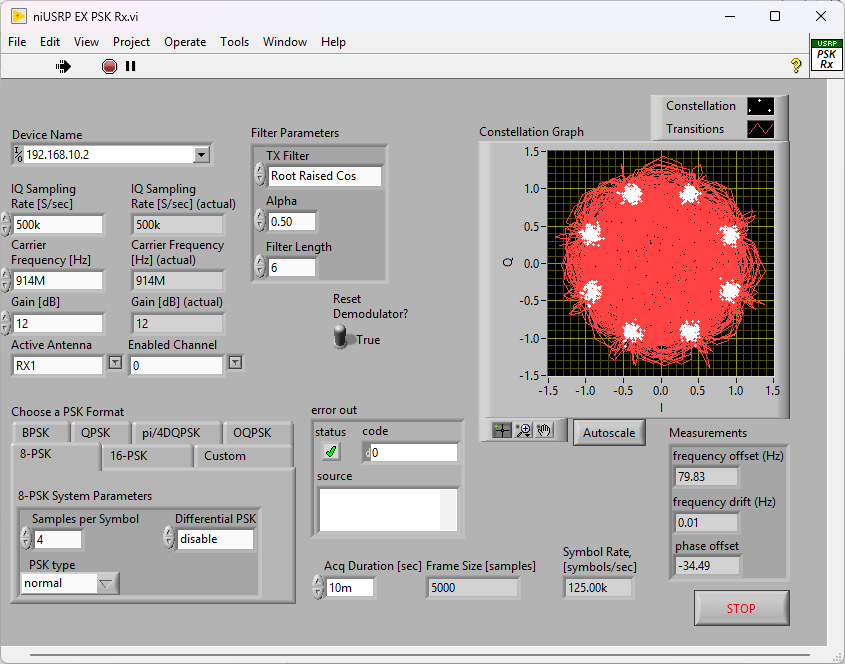 niUSRP EX PSK Rx.vi
File Edit View Project Operate Tools Window Help
USRP
PSK
Rx
?
Device Name
192.168.10.2
IQ Sampling
Rate [S/sec]
500k
IQ Sampling
Rate [S/sec] (actual)
500k
Carrier
Frequency [Hz]
914M
Carrier Frequency
[Hz] (actual)
914M
Gain [dB]
12
Gain [dB] (actual)
12
Active Antenna
RX1
Enabled Channel
0
Filter Parameters
TX Filter
Root Raised Cos
Alpha
0.50
Filter Length
6
Reset
Demodulator?
True
Constellation
Transitions
Constellation Graph
1.5
1.0
0.5
0.0
-0.5
-1.0
-1.5
Q
-1.5 -1.0 -0.5 0.0 0.5 1.0 1.5
I
Autoscale
Choose a PSK Format
BPSK QPSK pi/4DQPSK OQPSK
8-PSK 16-PSK Custom
8-PSK System Parameters
Samples per Symbol
4
Differential PSK
disable
PSK type
normal
error out
status code
d0
source
Acq Duration [sec]
10m
Frame Size [samples]
5000
Symbol Rate,
[symbols/sec]
125.00k
Measurements
frequency offset (Hz)
79.83
frequency drift (Hz)
0.01
phase offset
-34.49
STOP